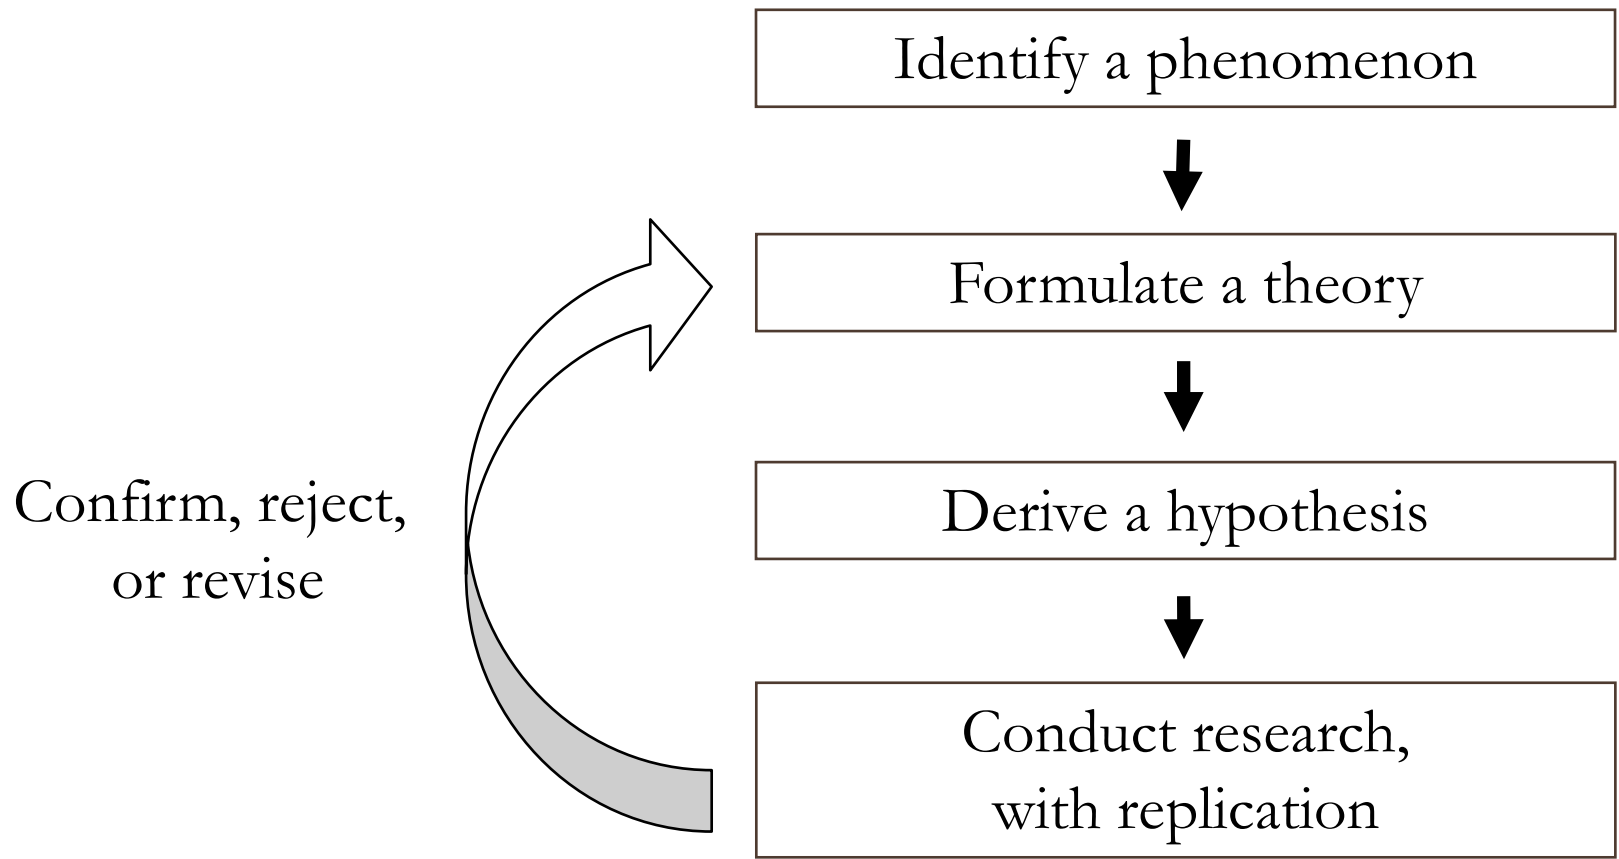 Identify a phenomenon
Formulate a theory
Derive a hypothesis
Conduct research,
with replication
Confirm, reject,
or revise